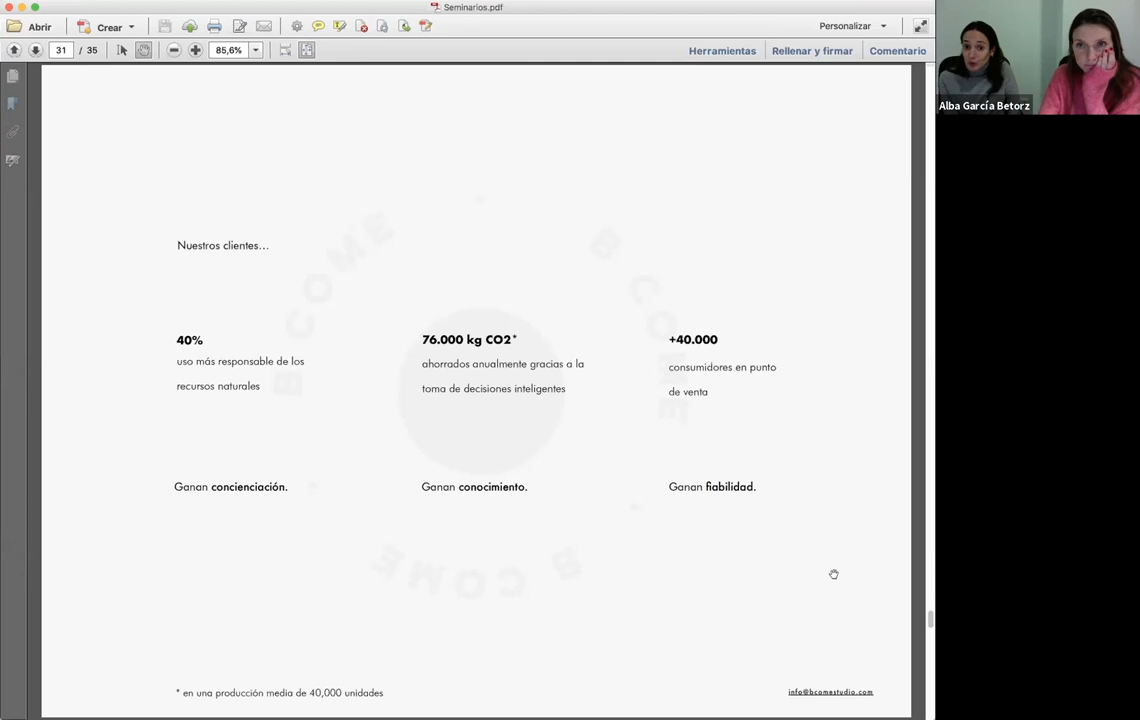 Seminarios.pdf
Abrir
Crear
Personalizar
31 / 35
85,6%
Herramientas
Rellenar y firmar
Comentario
Alba García Betorz
Nuestros clientes...
B COME
B COME
B COME
40%
uso más responsable de los
recursos naturales
76.000 kg CO2*
ahorrados anualmente gracias a la
toma de decisiones inteligentes
+40.000
consumidores en punto
de venta
Ganan concienciación.
Ganan conocimiento.
Ganan fiabilidad.
* en una producción media de 40,000 unidades
info@bcomestudio.com